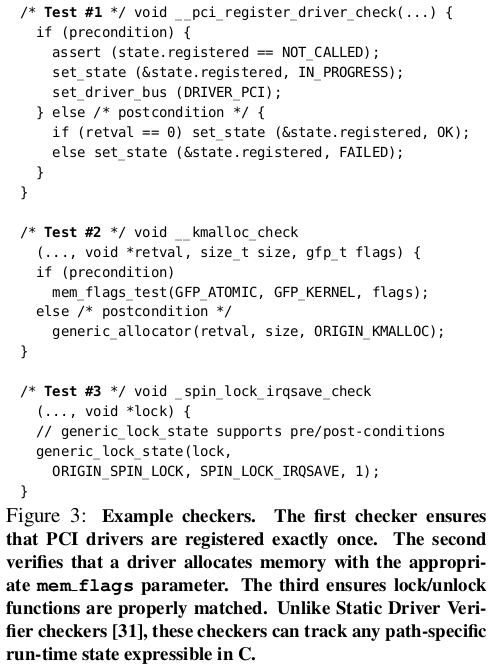 /* Test #1 */ void __pci_register_driver_check(...) {
  if (precondition) {
    assert (state.registered == NOT_CALLED);
    set_state (&state.registered, IN_PROGRESS);
    set_driver_bus (DRIVER_PCI);
  } else /* postcondition */ {
    if (retval == 0) set_state (&state.registered, OK);
    else set_state (&state.registered, FAILED);
  }
}

/* Test #2 */ void __kmalloc_check
  (..., void *retval, size_t size, gfp_t flags) {
  if (precondition)
    mem_flags_test(GFP_ATOMIC, GFP_KERNEL, flags);
  else /* postcondition */
    generic_allocator(retval, size, ORIGIN_KMALLOC);
}

/* Test #3 */ void _spin_lock_irqsave_check
  (..., void *lock) {
  // generic_lock_state supports pre/post-conditions
  generic_lock_state(lock,
    ORIGIN_SPIN_LOCK, SPIN_LOCK_IRQSAVE, 1);
}
Figure 3: Example checkers. The first checker ensures
that PCI drivers are registered exactly once. The second
verifies that a driver allocates memory with the appropri-
ate mem_flags parameter. The third ensures lock/unlock
functions are properly matched. Unlike Static Driver Veri-
fier checkers [31], these checkers can track any path-specific
run-time state expressible in C.